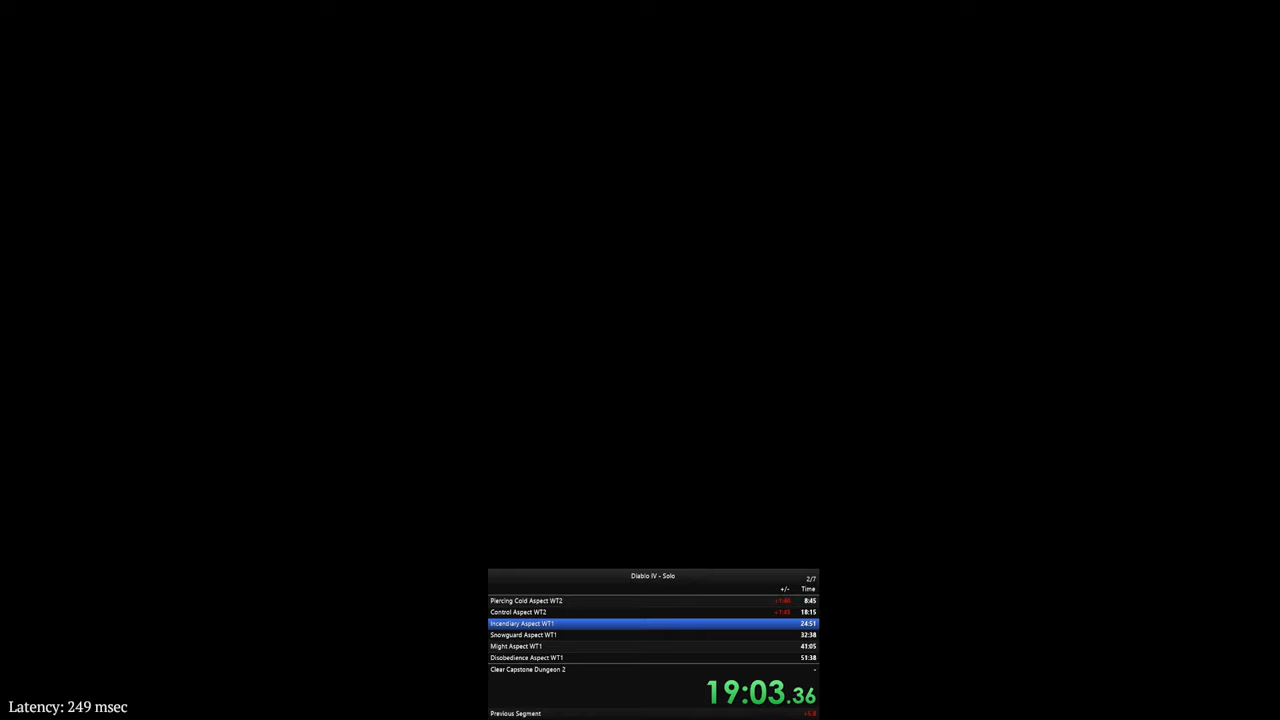 Diablo IV - Solo
2/7
+/- Time
Piercing Cold Aspect WT2 8:45
Control Aspect WT2 18:15
Incendiary Aspect WT1 24:51
Snowguard Aspect WT1 32:38
Might Aspect WT1 41:05
Disobedience Aspect WT1 51:38
Clear Capstone Dungeon 2 -
19:03.36
Latency: 249 msec
Previous Segment